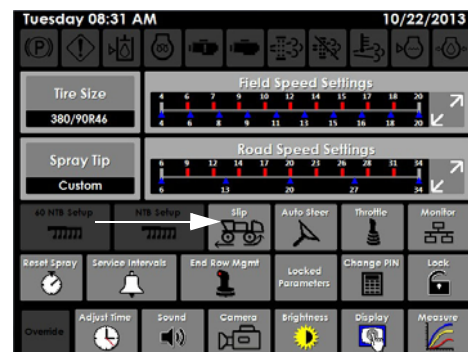 Tuesday 08:31 AM 10/22/2013
Tire Size
380/90R46
Field Speed Settings
4 6 7 9 10 12 14 15 17 18 20
4 6 8 9 11 13 15 16 18 20
Spray Tip
Custom
Road Speed Settings
6 9 12 14 17 20 23 26 28 31 34
6 13 20 27 34
60 NTB Setup NTB Setup Slip Auto Steer Throttle Monitor
Reset Spray Service Intervals End Row Mgmt Locked Parameters Change PIN Lock
Override Adjust Time Sound Camera Brightness Display Measure